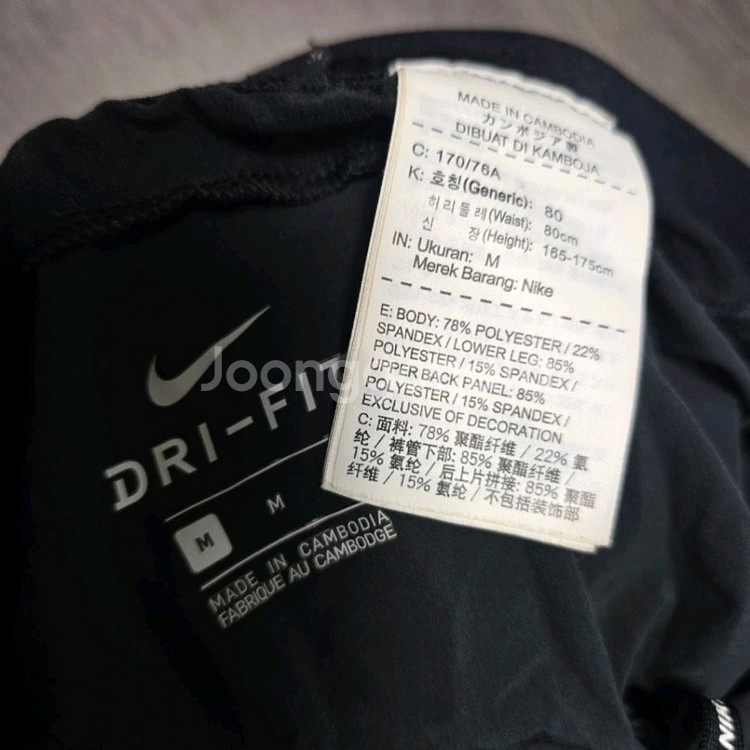 MADE IN CAMBODIA
カンボジア製
DIBUAT DI KAMBOJA
C: 170/76A
K: 호칭(Generic): 80
허리둘레(Waist): 80cm
신 장(Height): 165-175cm
IN: Ukuran: M
Merek Barang: Nike
E: BODY: 78% POLYESTER / 22%
SPANDEX / LOWER LEG: 85%
POLYESTER / 15% SPANDEX /
UPPER BACK PANEL: 85%
POLYESTER / 15% SPANDEX /
EXCLUSIVE OF DECORATION
C: 面料: 78% 聚酯纤维 / 22% 氨
纶 / 裤管下部: 85% 聚酯纤维 /
15% 氨纶 / 后上片拼接: 85% 聚酯
纤维 / 15% 氨纶 / 不包括装饰部
Joong
DRI-FIT
M M
MADE IN CAMBODIA
FABRIQUE AU CAMBODGE